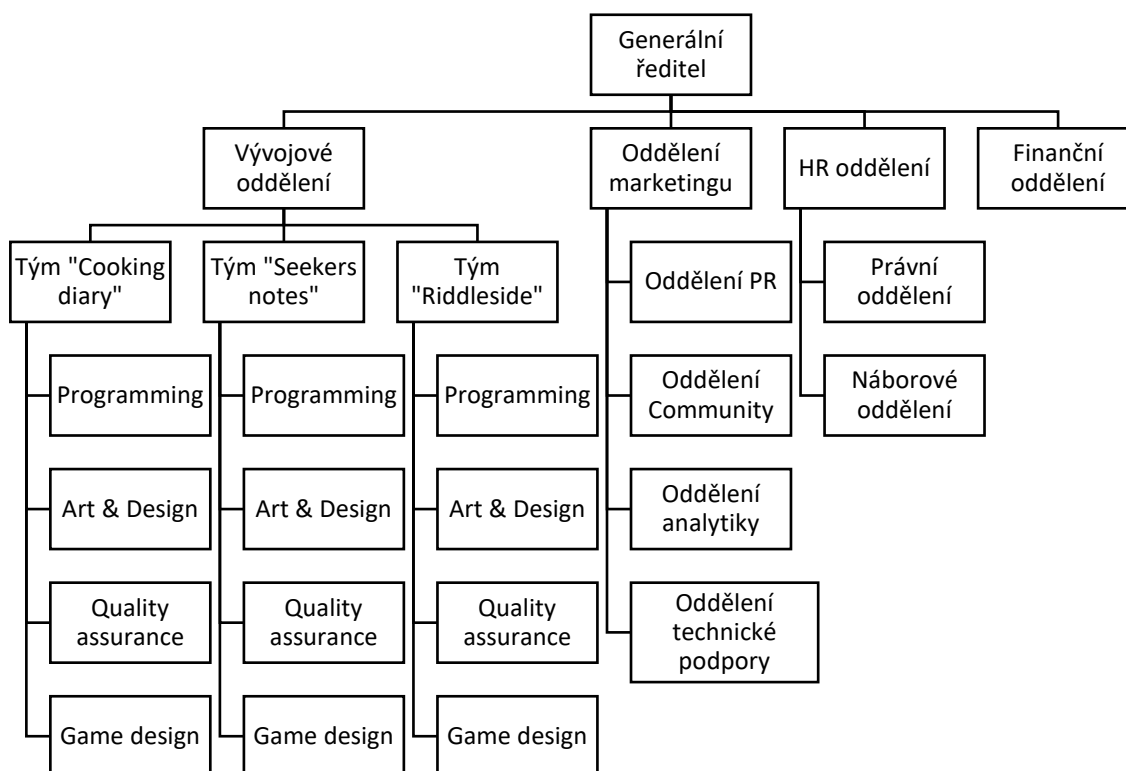 Generální
ředitel
Vývojové
oddělení
Oddělení
marketingu
HR oddělení
Finanční
oddělení
Tým "Cooking
diary"
Tým "Seekers
notes"
Tým
"Riddleside"
Oddělení PR
Právní
oddělení
Programming
Programming
Programming
Oddělení
Community
Náborové
oddělení
Art & Design
Art & Design
Art & Design
Oddělení
analytiky
Quality
assurance
Quality
assurance
Quality
assurance
Oddělení
technické
podpory
Game design
Game design
Game design